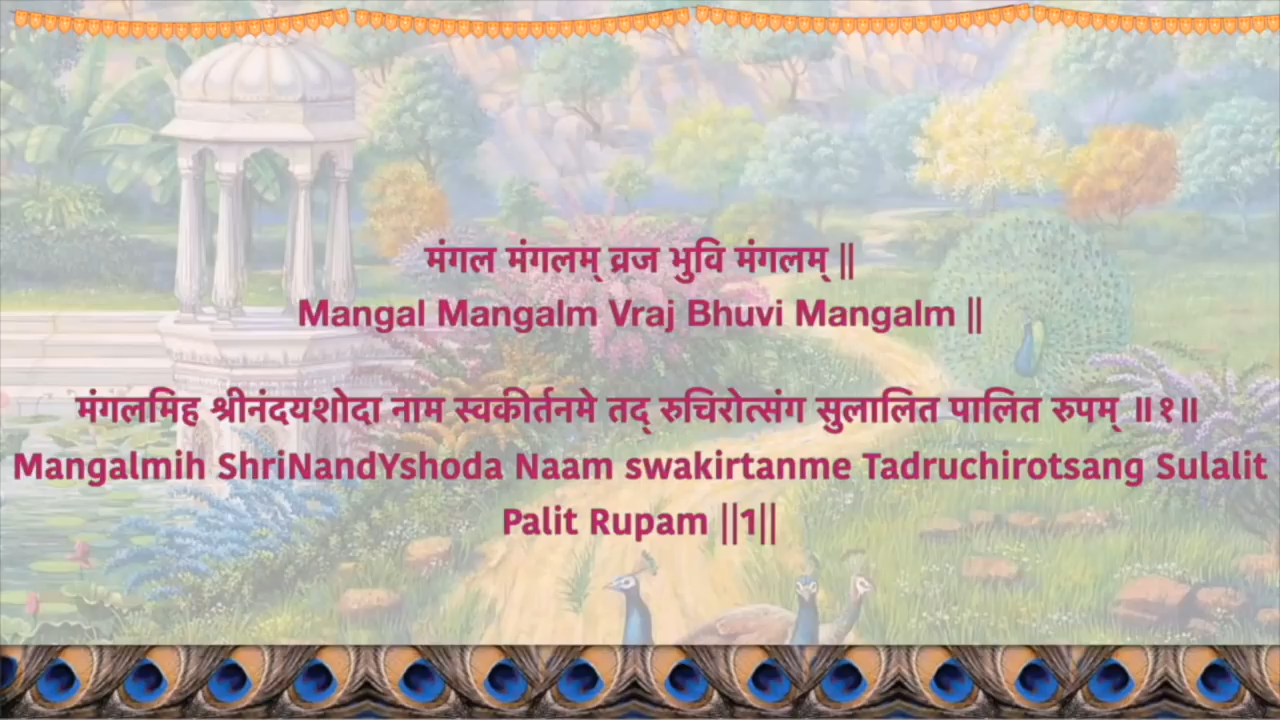 मंगल मंगलम् व्रज भुवि मंगलम् ||
Mangal Mangalm Vraj Bhuvi Mangalm ||
मंगलमिह श्रीनंदयशोदा नाम स्वकीर्तनमे तद् रुचिरोत्संग सुलालित पालित रुपम् ॥१॥
Mangalmih ShriNandYshoda Naam swakirtanme Tadruchirotsang Sulalit
Palit Rupam ||1||